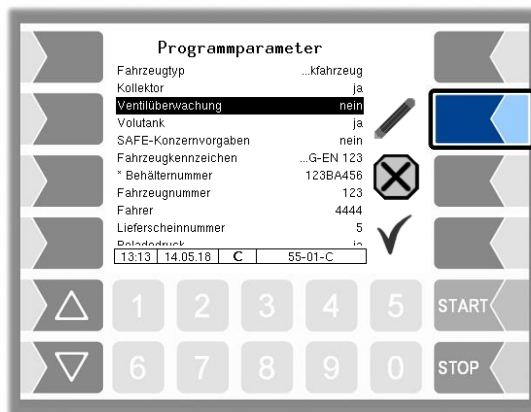 Programmparameter
Fahrzeugtyp ...kfahrzeug
Kollektor ja
Ventilüberwachung nein
Volutank ja
SAFE-Konzernvorgaben nein
Fahrzeugkennzeichen ...G-EN 123
* Behälternummer 123BA456
Fahrzeugnummer 123
Fahrer 4444
Lieferscheinnummer 5
Beladedruck ja
13:13 14.05.18 C 55-01-C
1 2 3 4 5 START
6 7 8 9 0 STOP